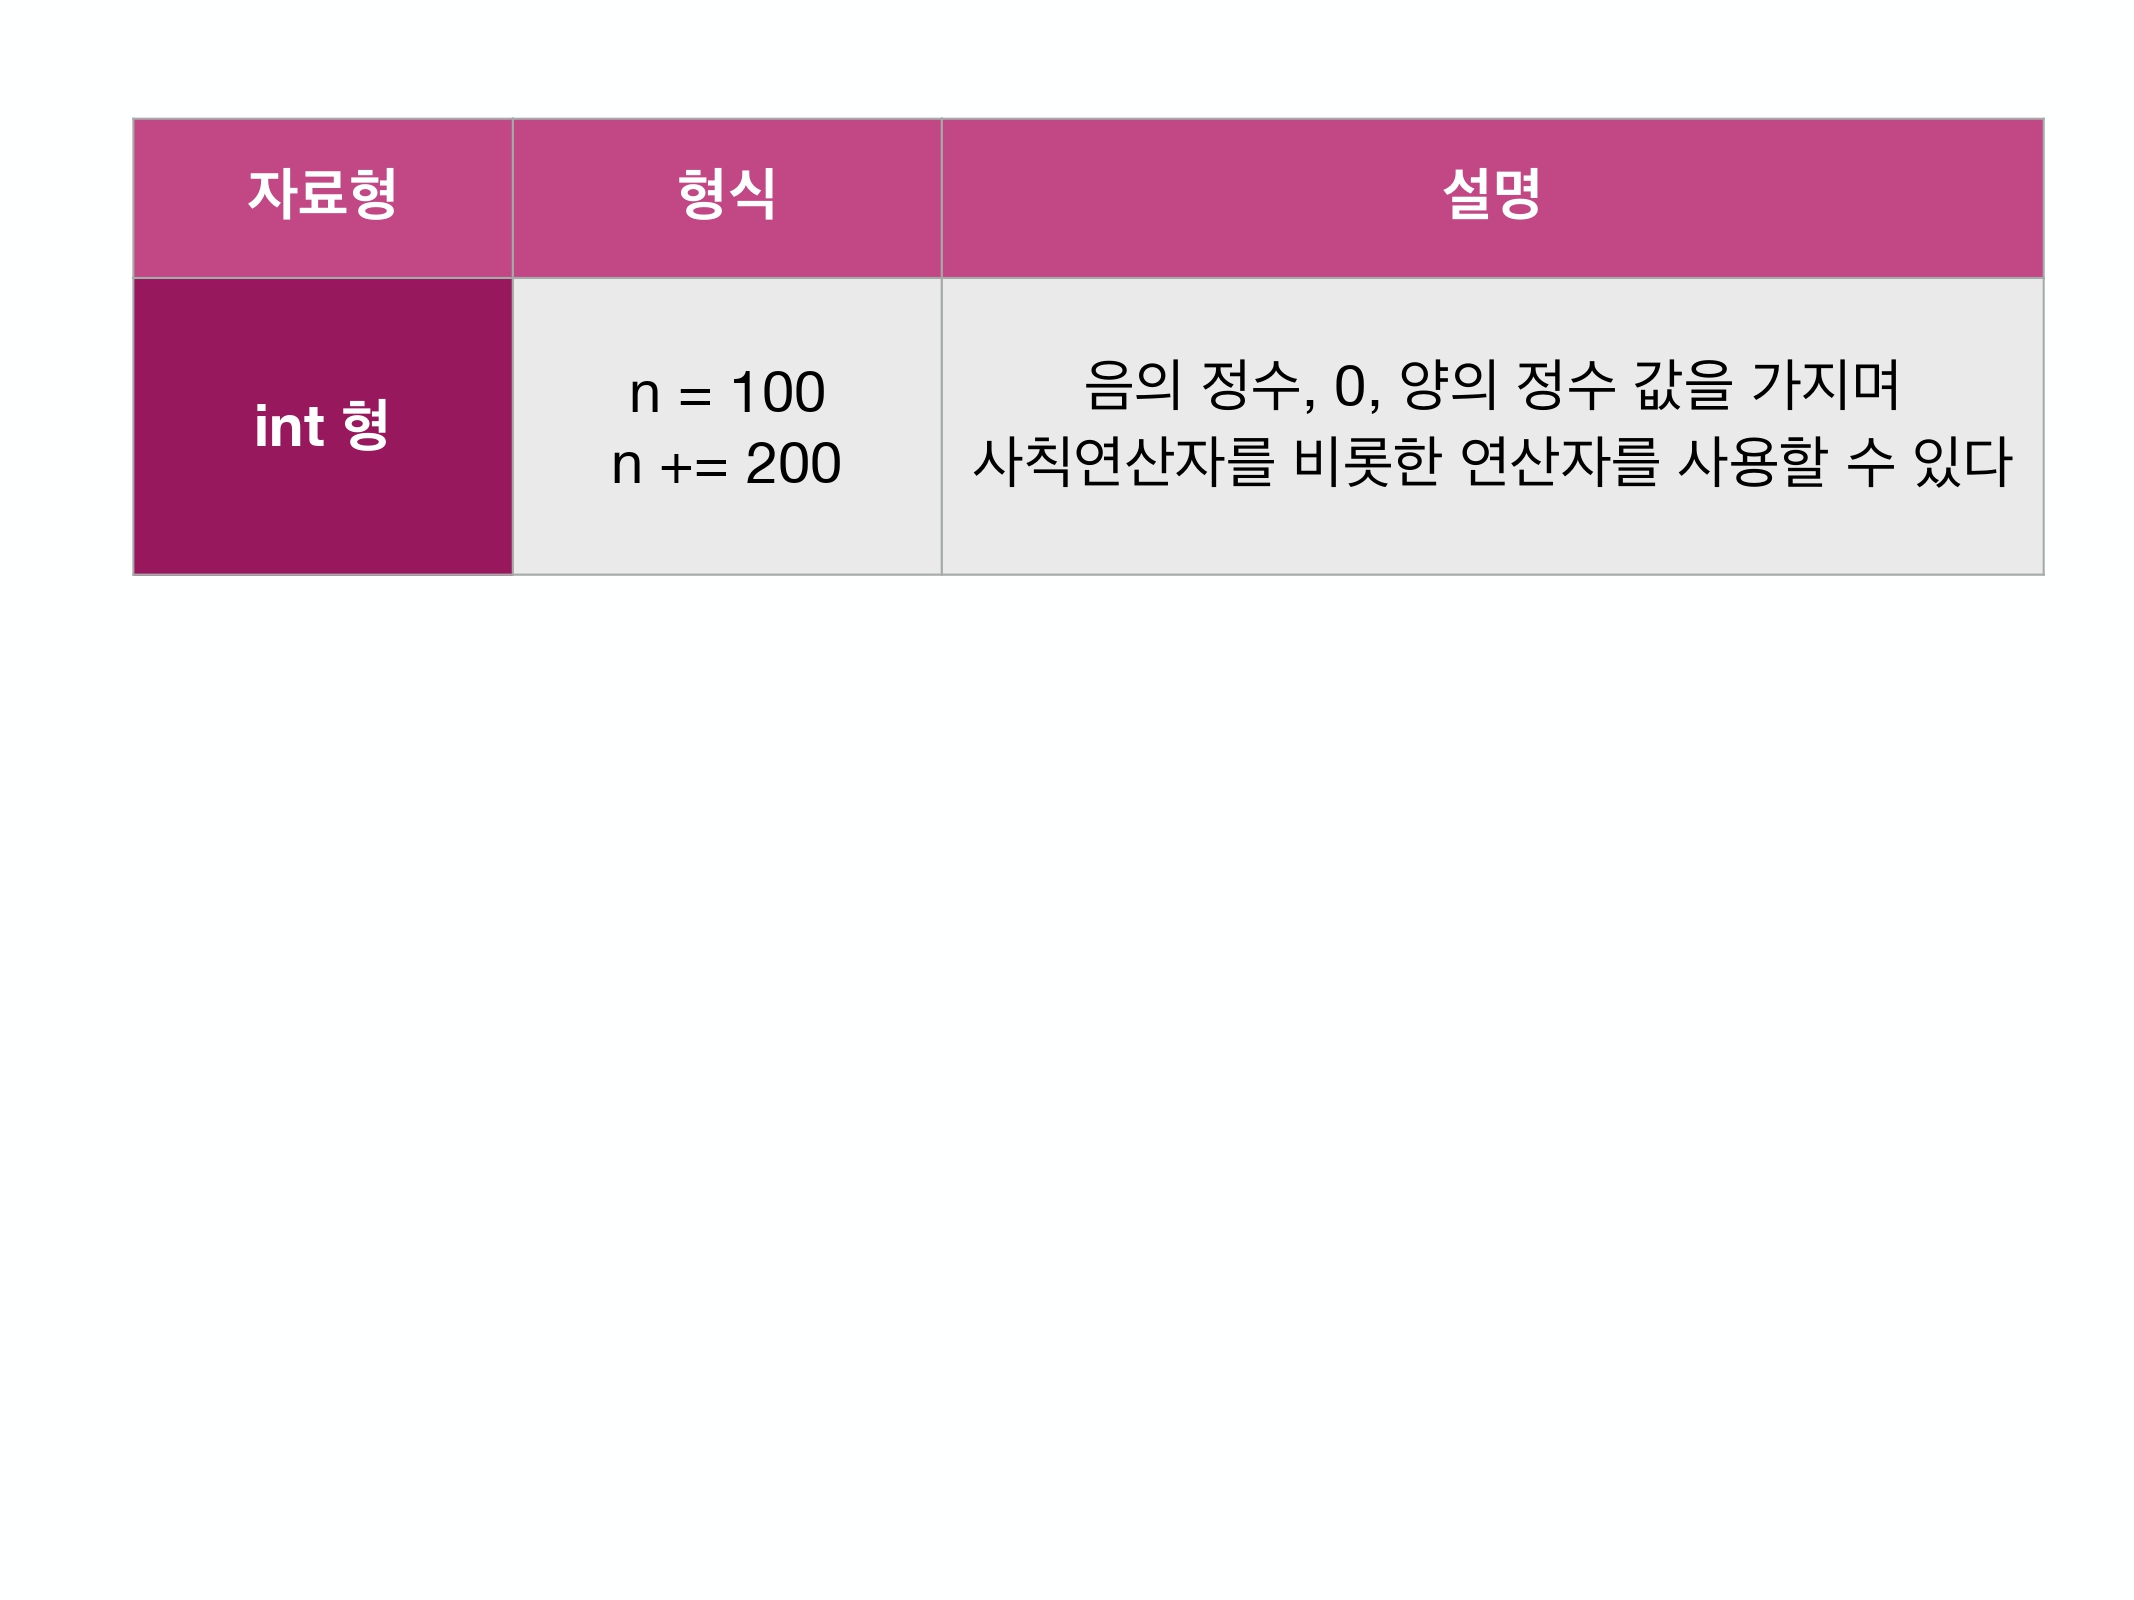 자료형 형식 설명
int 형
n = 100
n += 200
음의 정수, 0, 양의 정수 값을 가지며
사칙연산자를 비롯한 연산자를 사용할 수 있다